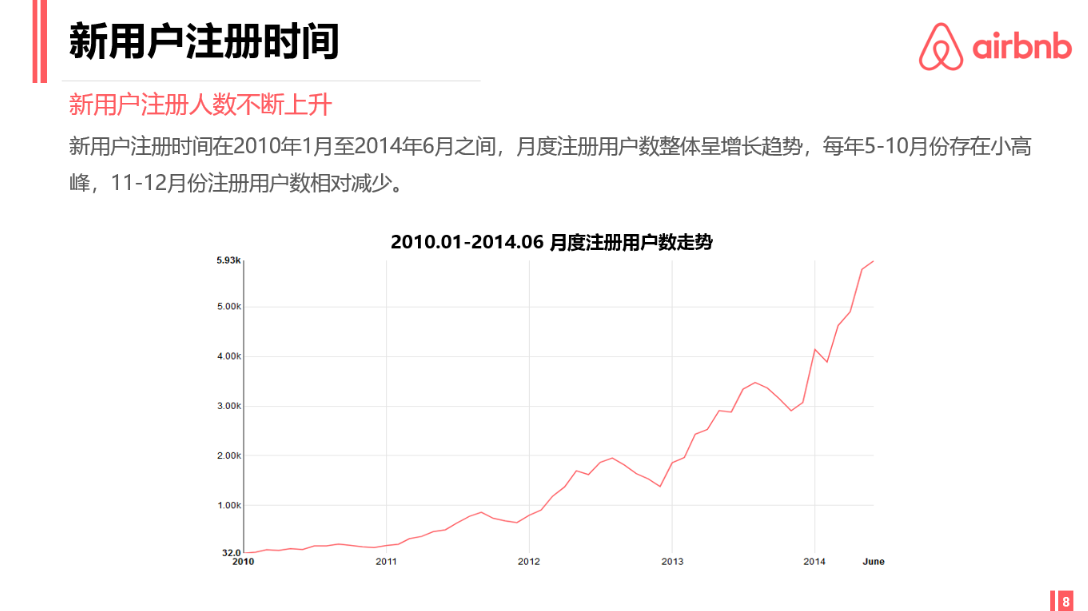 新用户注册时间
airbnb
新用户注册人数不断上升
新用户注册时间在2010年1月至2014年6月之间，月度注册用户数整体呈增长趋势，每年5-10月份存在小高
峰，11-12月份注册用户数相对减少。
2010.01-2014.06 月度注册用户数走势
5.93k
5.00k
4.00k
3.00k
2.00k
1.00k
32.0
2010 2011 2012 2013 2014 June
8